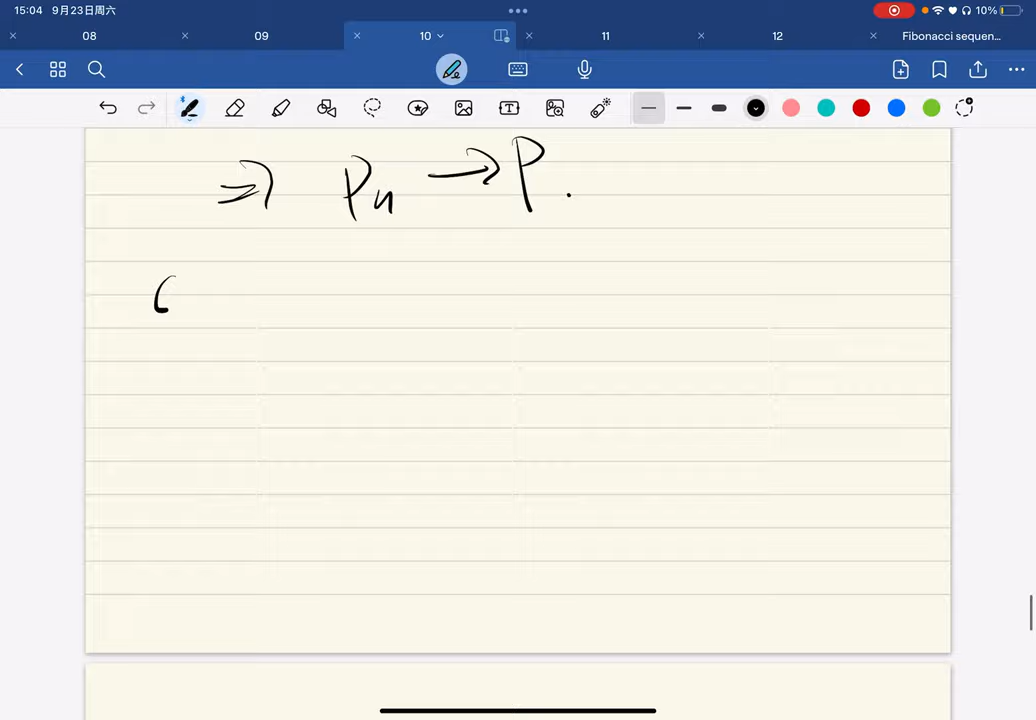 15:04 9月23日周六
10%
08 09 10 11 12 Fibonacci sequen...
⇒ Pn → P.
(